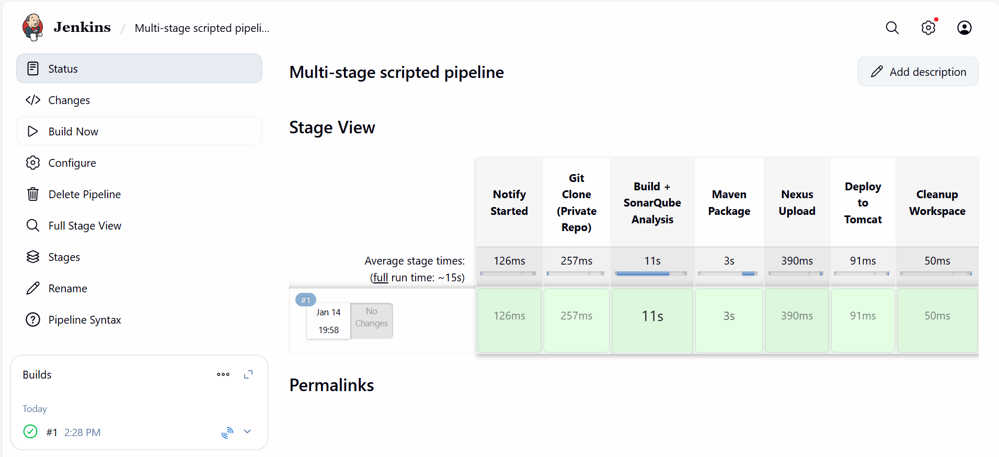 Jenkins / Multi-stage scripted pipeli...
Status
Changes
Build Now
Configure
Delete Pipeline
Full Stage View
Stages
Rename
Pipeline Syntax
Builds
Today
#1 2:28 PM
Multi-stage scripted pipeline
Add description
Stage View
Notify
Started
Git
Clone
(Private
Repo)
Build +
SonarQube
Analysis
Maven
Package
Nexus
Upload
Deploy
to
Tomcat
Cleanup
Workspace
Average stage times:
(full run time: ~15s)
126ms 257ms 11s 3s 390ms 91ms 50ms
#1
Jan 14
19:58
No
Changes
126ms 257ms 11s 3s 390ms 91ms 50ms
Permalinks